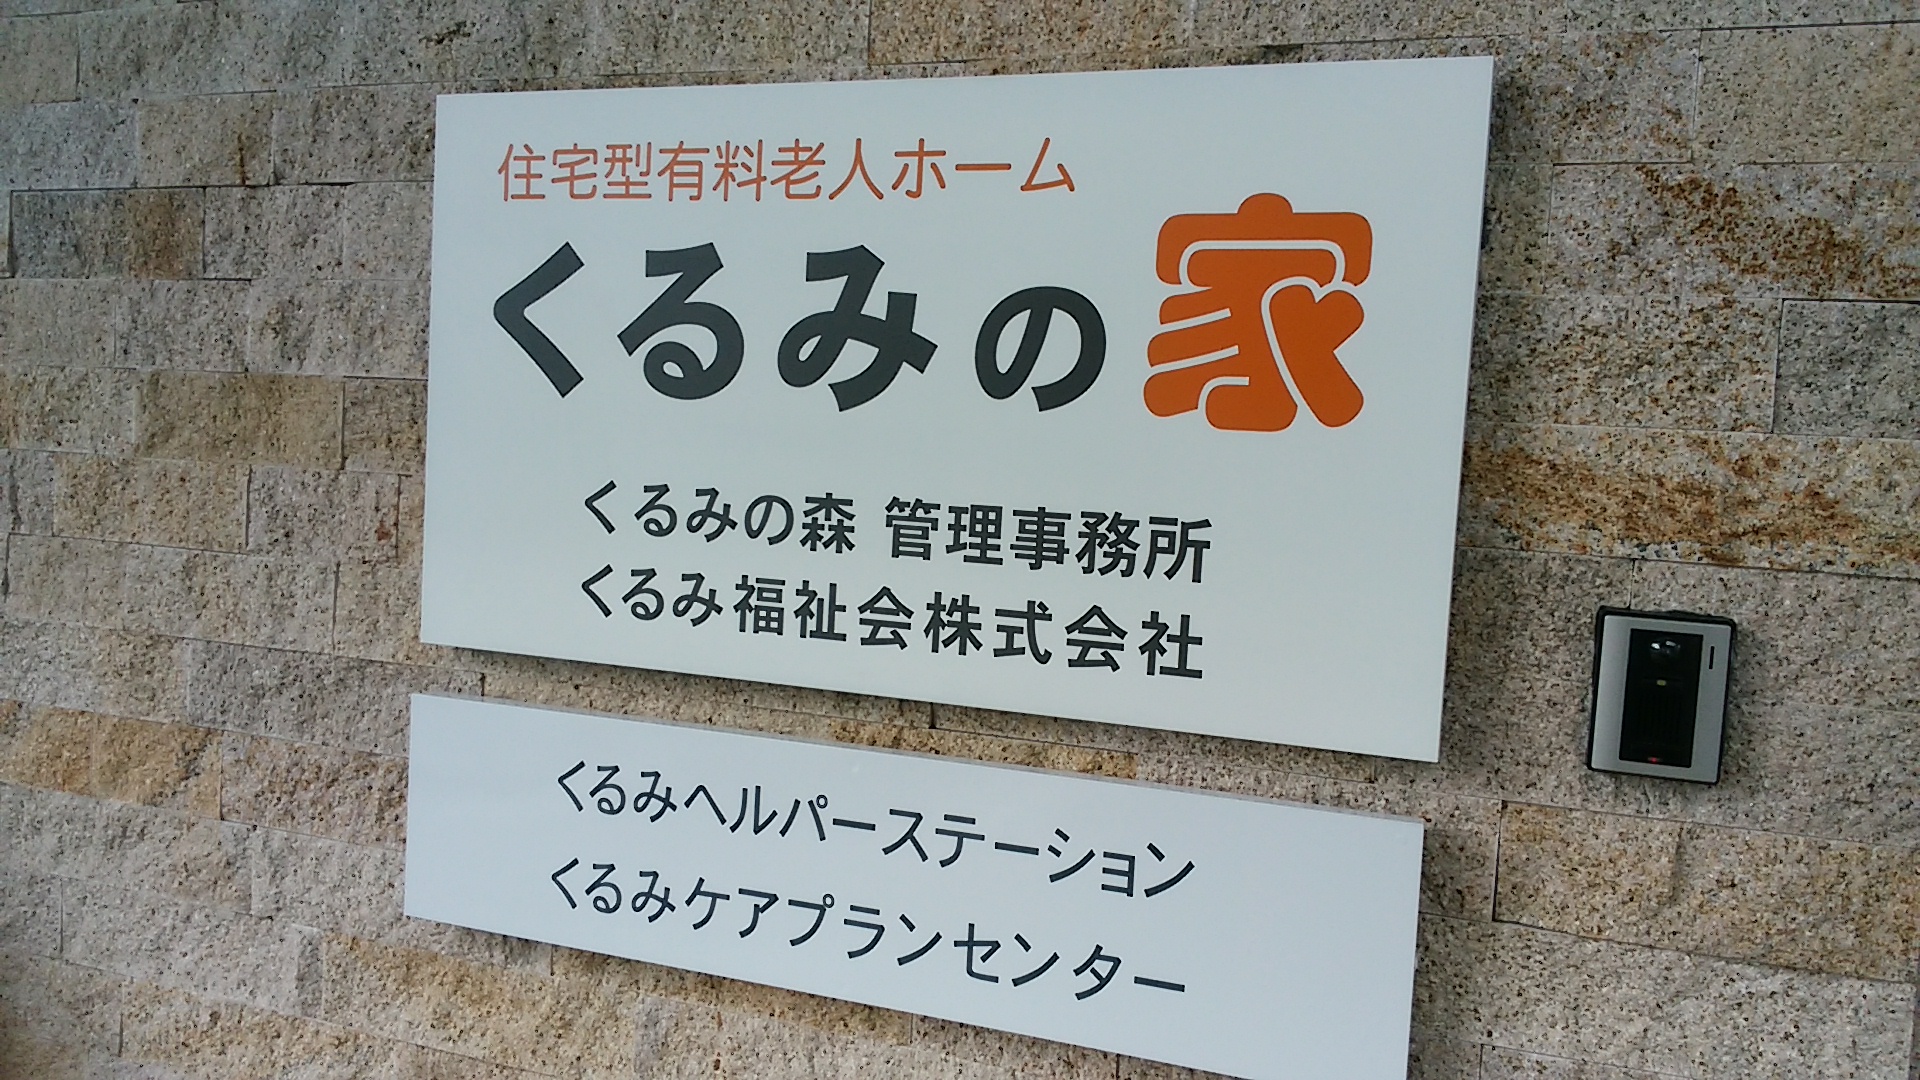 住宅型有料老人ホーム
くるみの家
くるみの森 管理事務所
くるみ福祉会株式会社
くるみヘルパーステーション
くるみケアプランセンター